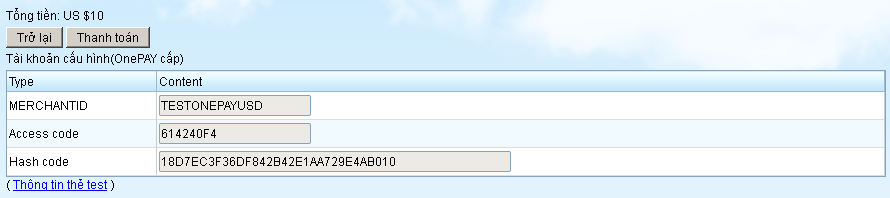 Tổng tiền: US $10
Trở lại Thanh toán
Tài khoản cấu hình(OnePAY cấp)
Type Content
MERCHANTID TESTONEPAYUSD
Access code 614240F4
Hash code 18D7EC3F36DF842B42E1AA729E4AB010
( Thông tin thẻ test )